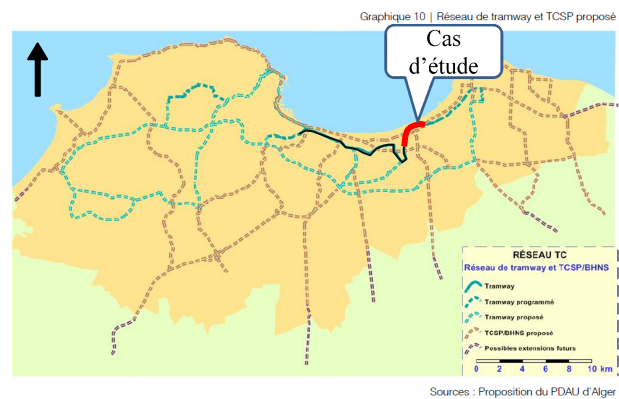 Graphique 10 | Réseau de tramway et TCSP proposé
Cas
d'étude
RÉSEAU TC
Réseau de tramway et TCSP/BHNS
Tramway
Tramway programmé
Tramway proposé
TCSP/BHNS proposé
Possibles extensions futurs
0 2 4 6 8 10 km
Sources : Proposition du PDAU d'Alger